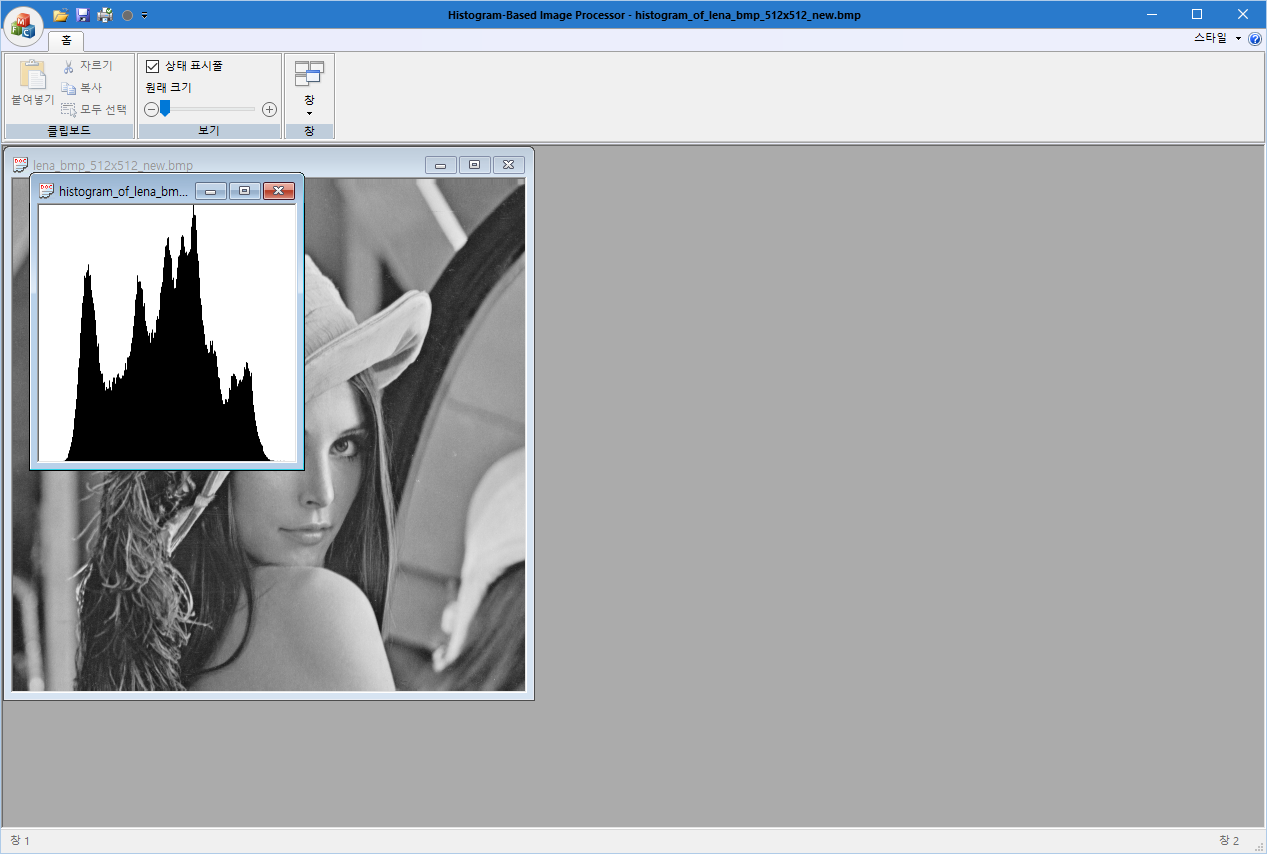 Histogram-Based Image Processor - histogram_of_lena_bmp_512x512_new.bmp
홈
스타일
붙여넣기
자르기
복사
모두 선택
클립보드
상태 표시줄
원래 크기
보기
창
창
lena_bmp_512x512_new.bmp
histogram_of_lena_bm...
창 1
창 2